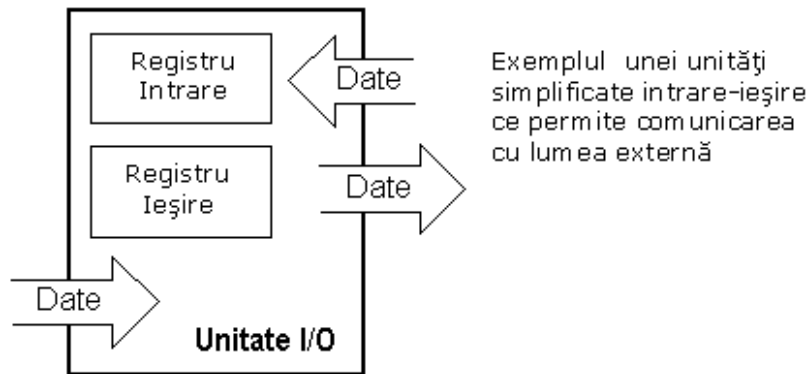 Registru
Intrare
Date
Exemplul unei unităţi
simplificate intrare-ieşire
ce permite comunicarea
cu lumea externă
Registru
Ieşire
Date
Date
Unitate I/O